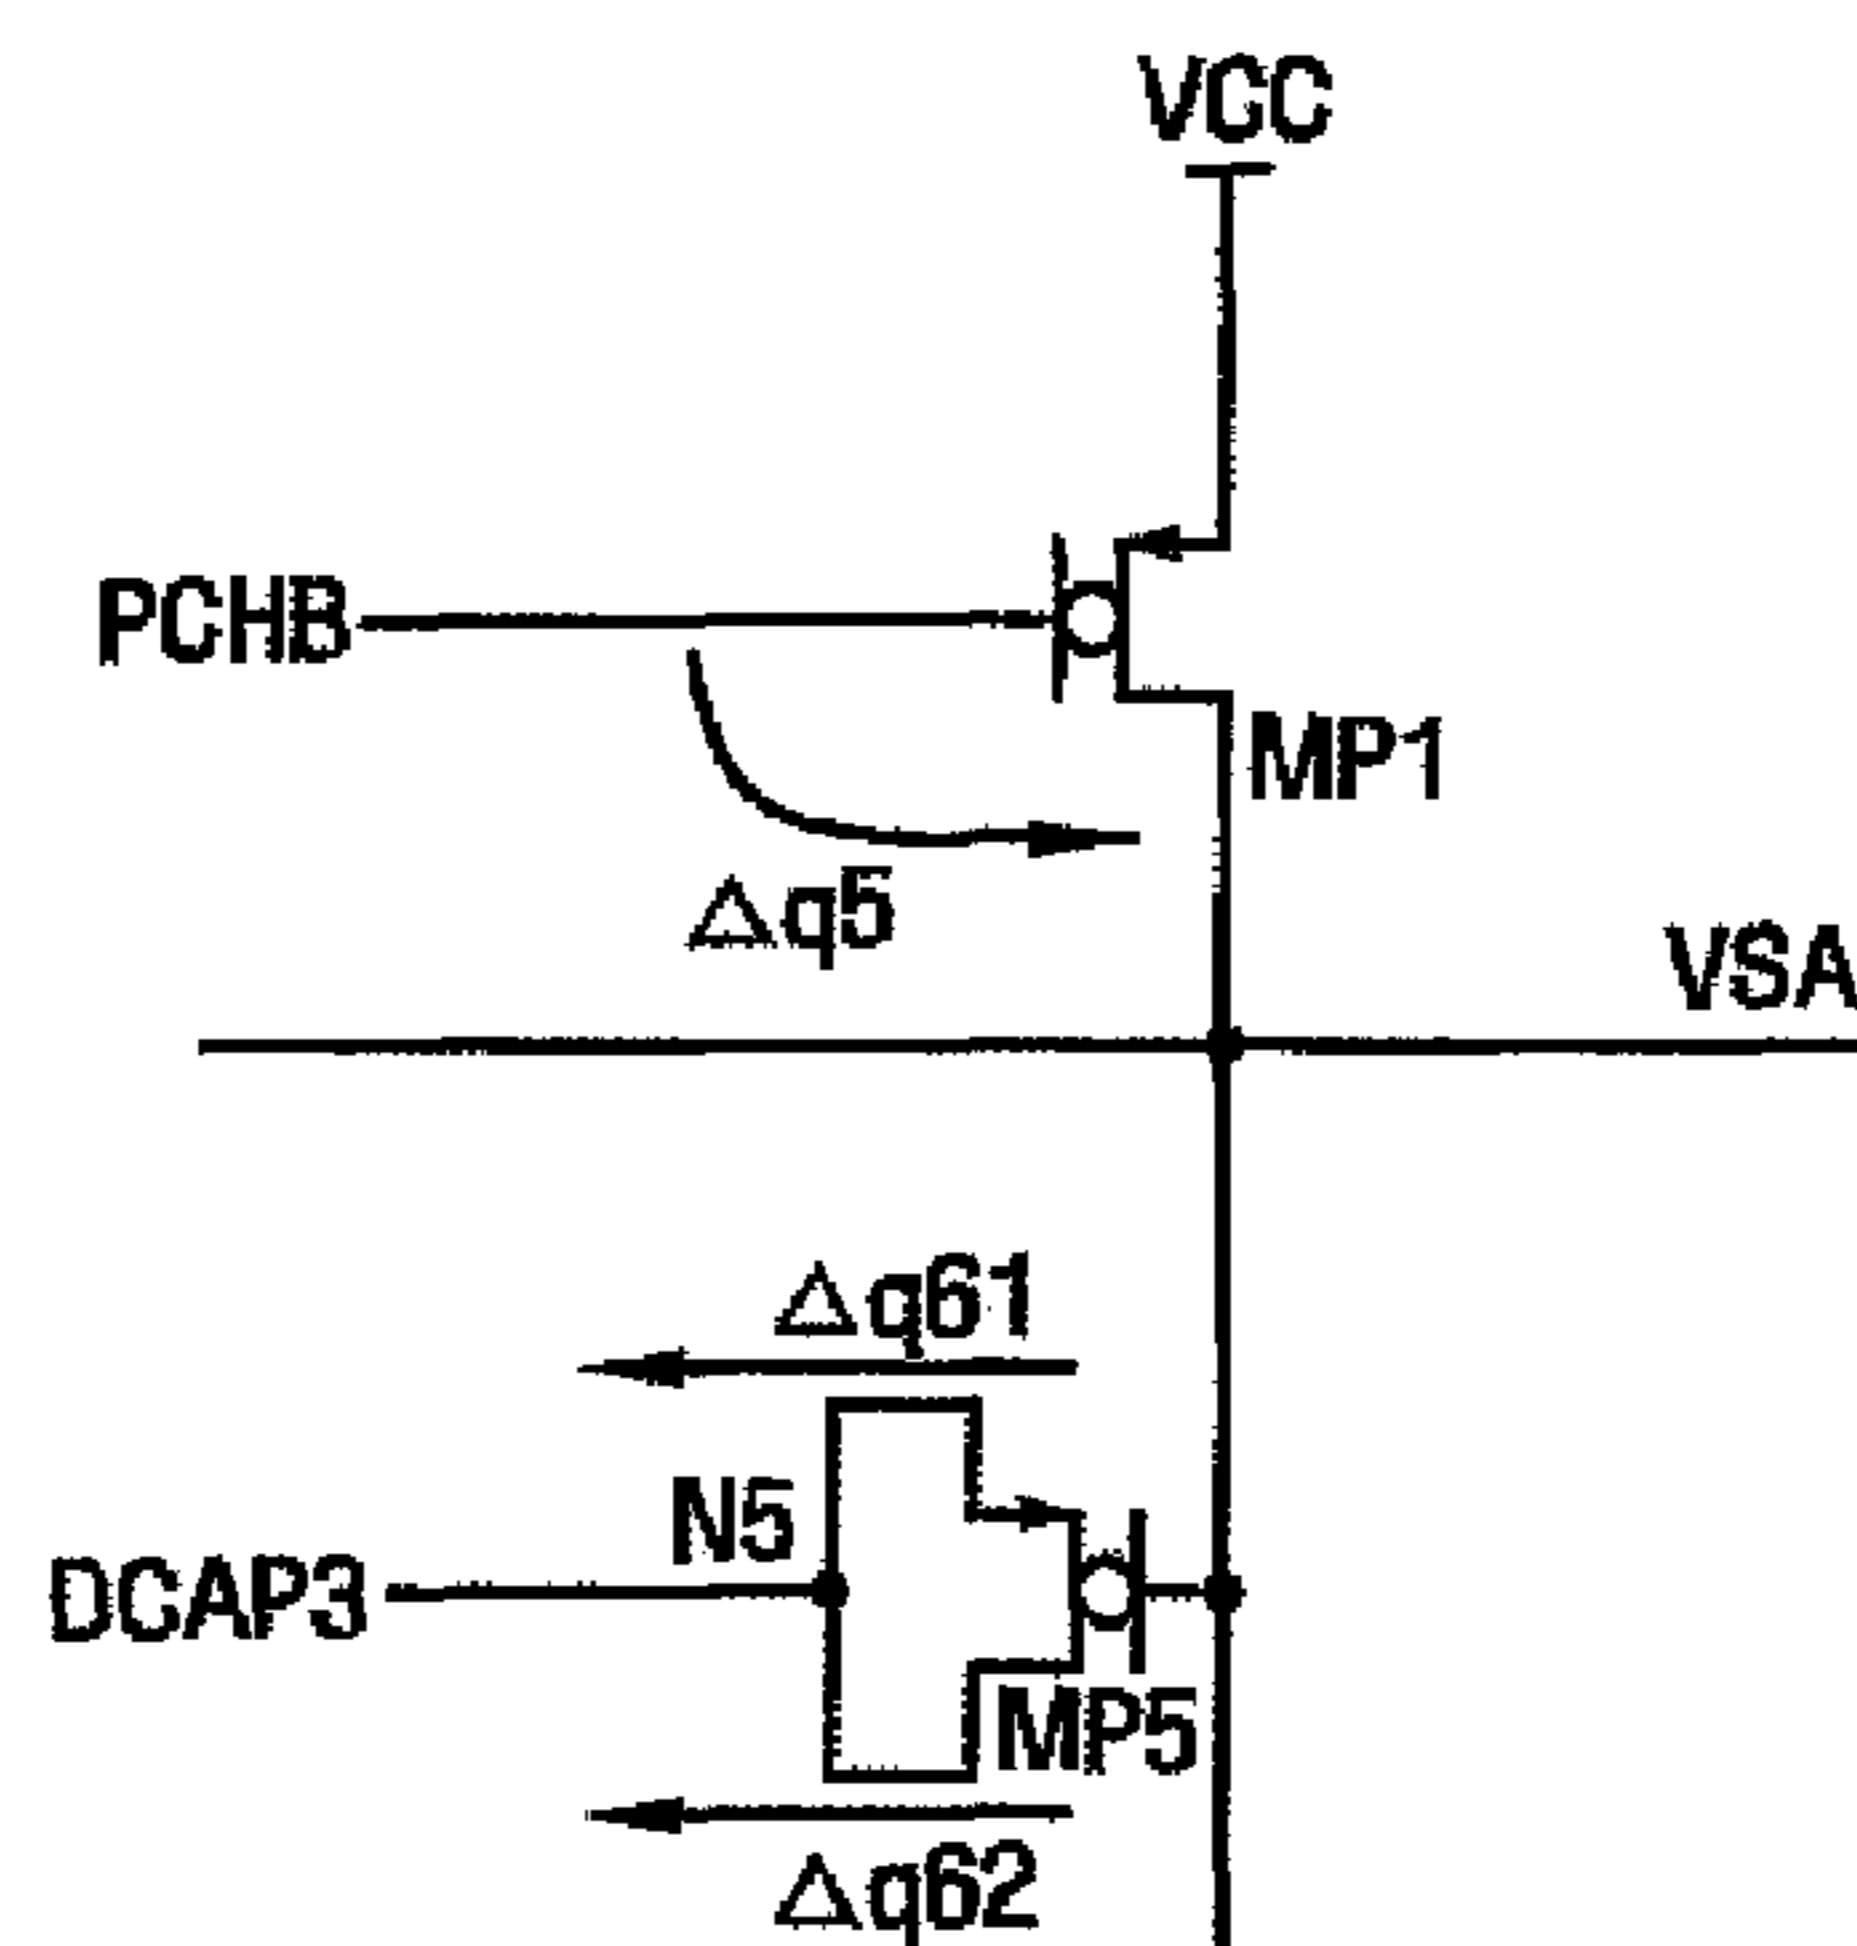 VCC
PCHB
MP1
Δq5
VSA
Δq61
N5
DCAP3
MP5
Δq62